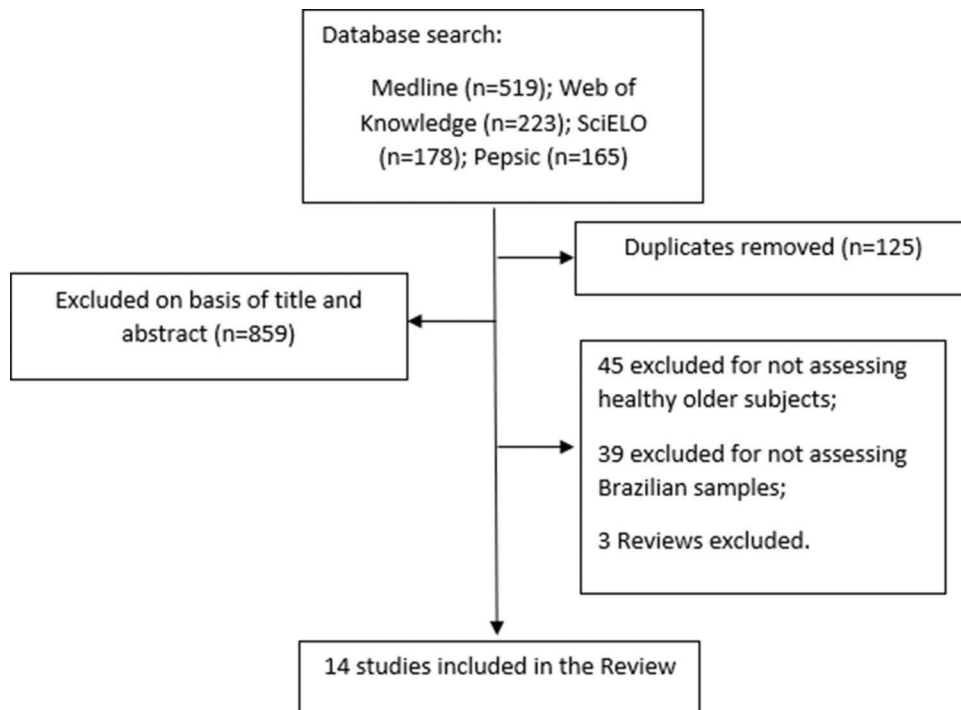 Database search:
Medline (n=519); Web of
Knowledge (n=223); SciELO
(n=178); Pepsic (n=165)
Duplicates removed (n=125)
Excluded on basis of title and
abstract (n=859)
45 excluded for not assessing
healthy older subjects;
39 excluded for not assessing
Brazilian samples;
3 Reviews excluded.
14 studies included in the Review